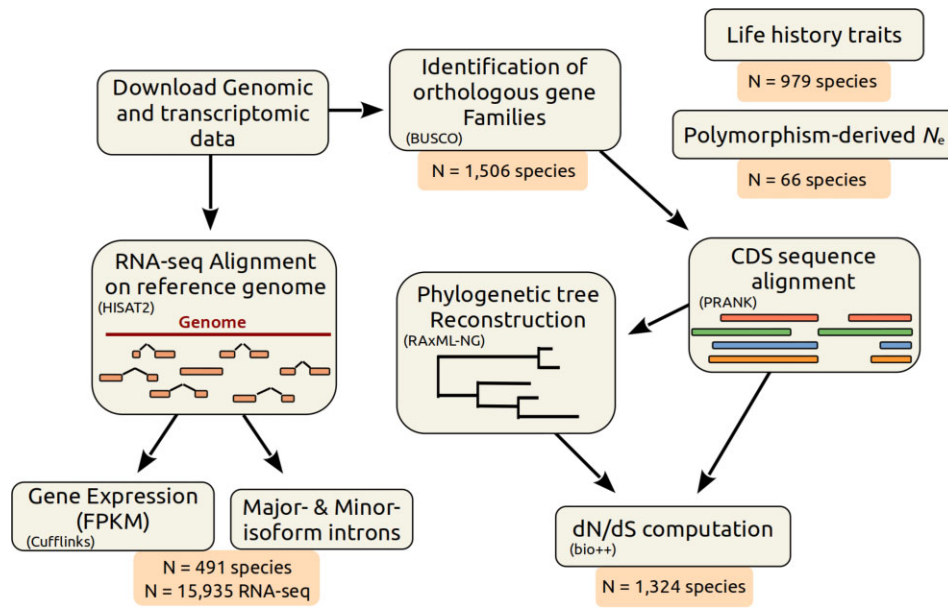 Download Genomic
and transcriptomic
data
Identification of
orthologous gene
Families
(BUSCO)
N = 1,506 species
Life history traits
N = 979 species
Polymorphism-derived Ne
N = 66 species
RNA-seq Alignment
on reference genome
(HISAT2)
Genome
Phylogenetic tree
Reconstruction
(RAxML-NG)
CDS sequence
alignment
(PRANK)
Gene Expression
(FPKM)
(Cufflinks)
Major- & Minor-
isoform introns
N = 491 species
N = 15,935 RNA-seq
dN/dS computation
(bio++)
N = 1,324 species